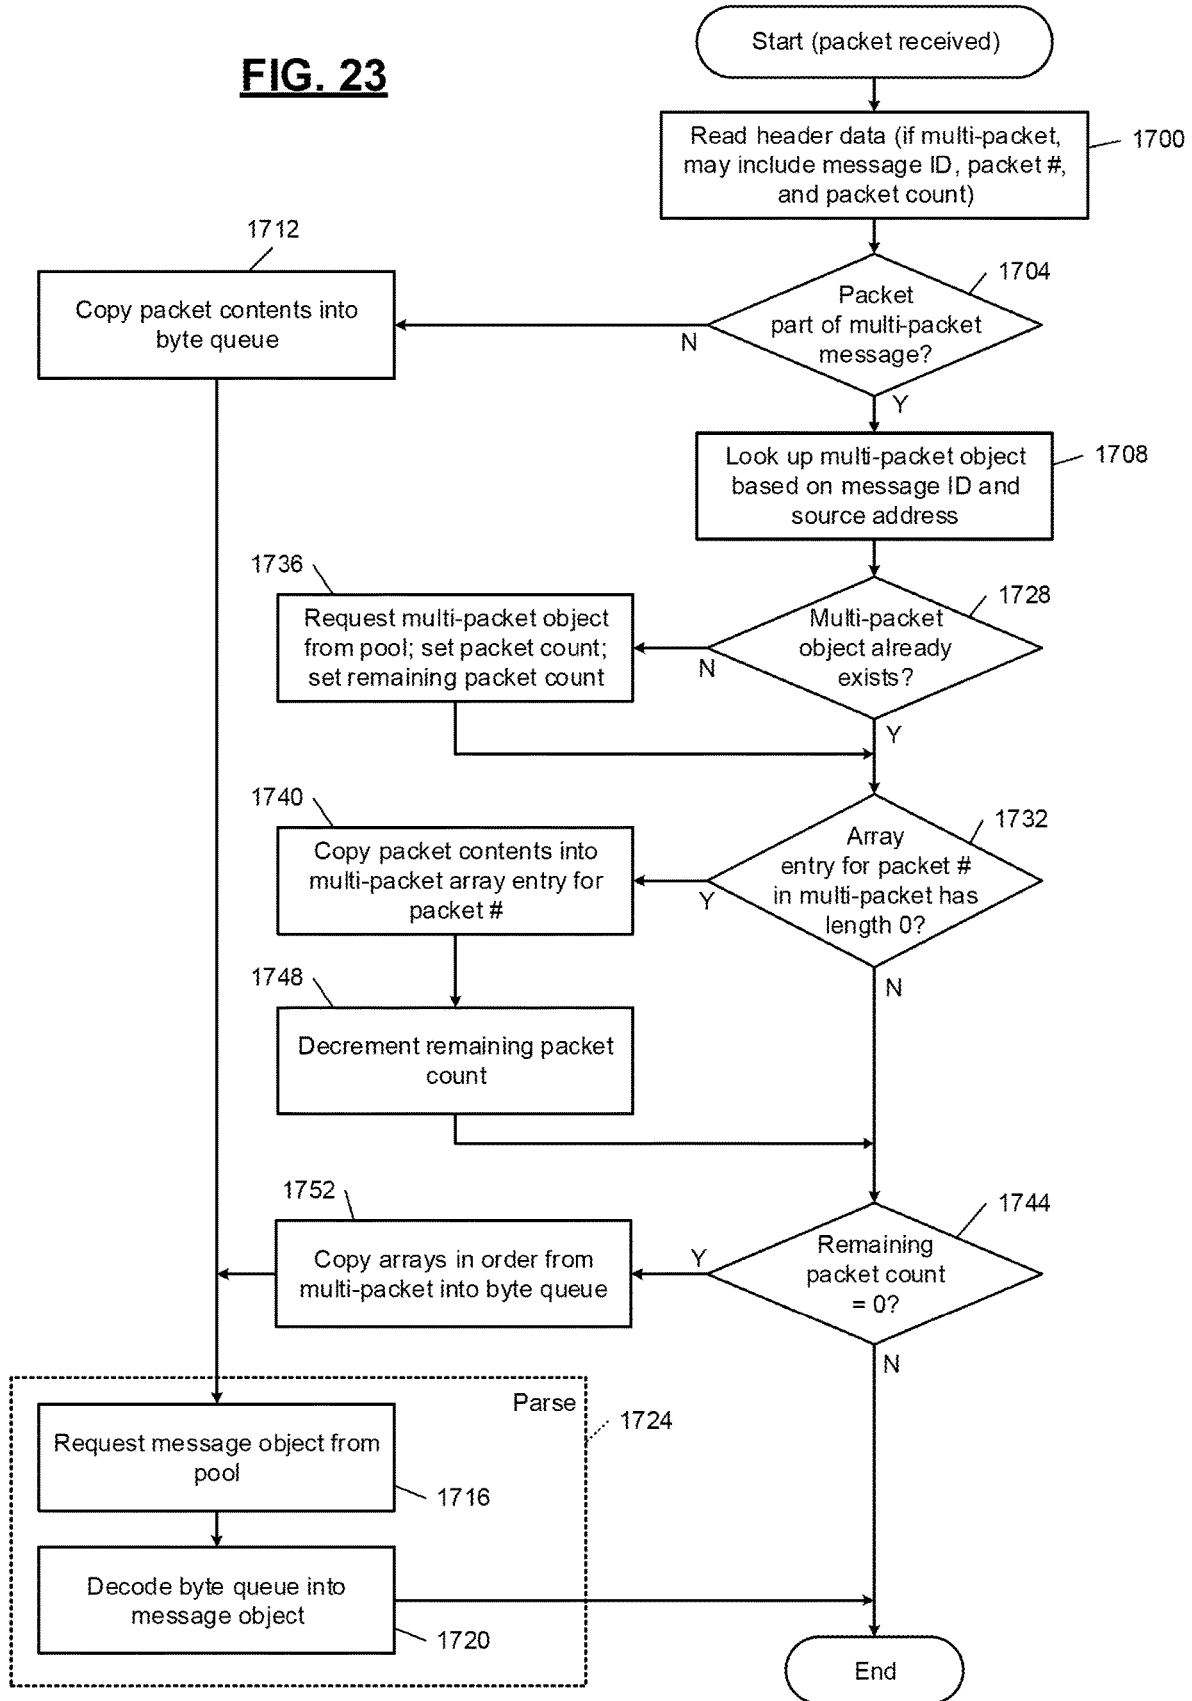 FIG. 23
Start (packet received)
Read header data (if multi-packet,
may include message ID, packet #,
and packet count)
1700
1712
Copy packet contents into
byte queue
1704
Packet
part of multi-packet
message?
N
Y
Look up multi-packet object
based on message ID and
source address
1708
1736
Request multi-packet object
from pool; set packet count;
set remaining packet count
1728
Multi-packet
object already
exists?
N
Y
1740
Copy packet contents into
multi-packet array entry for
packet #
1732
Array
entry for packet #
in multi-packet has
length 0?
Y
N
1748
Decrement remaining packet
count
1752
Copy arrays in order from
multi-packet into byte queue
1744
Remaining
packet count
= 0?
Y
N
Parse
1724
Request message object from
pool
1716
Decode byte queue into
message object
1720
End